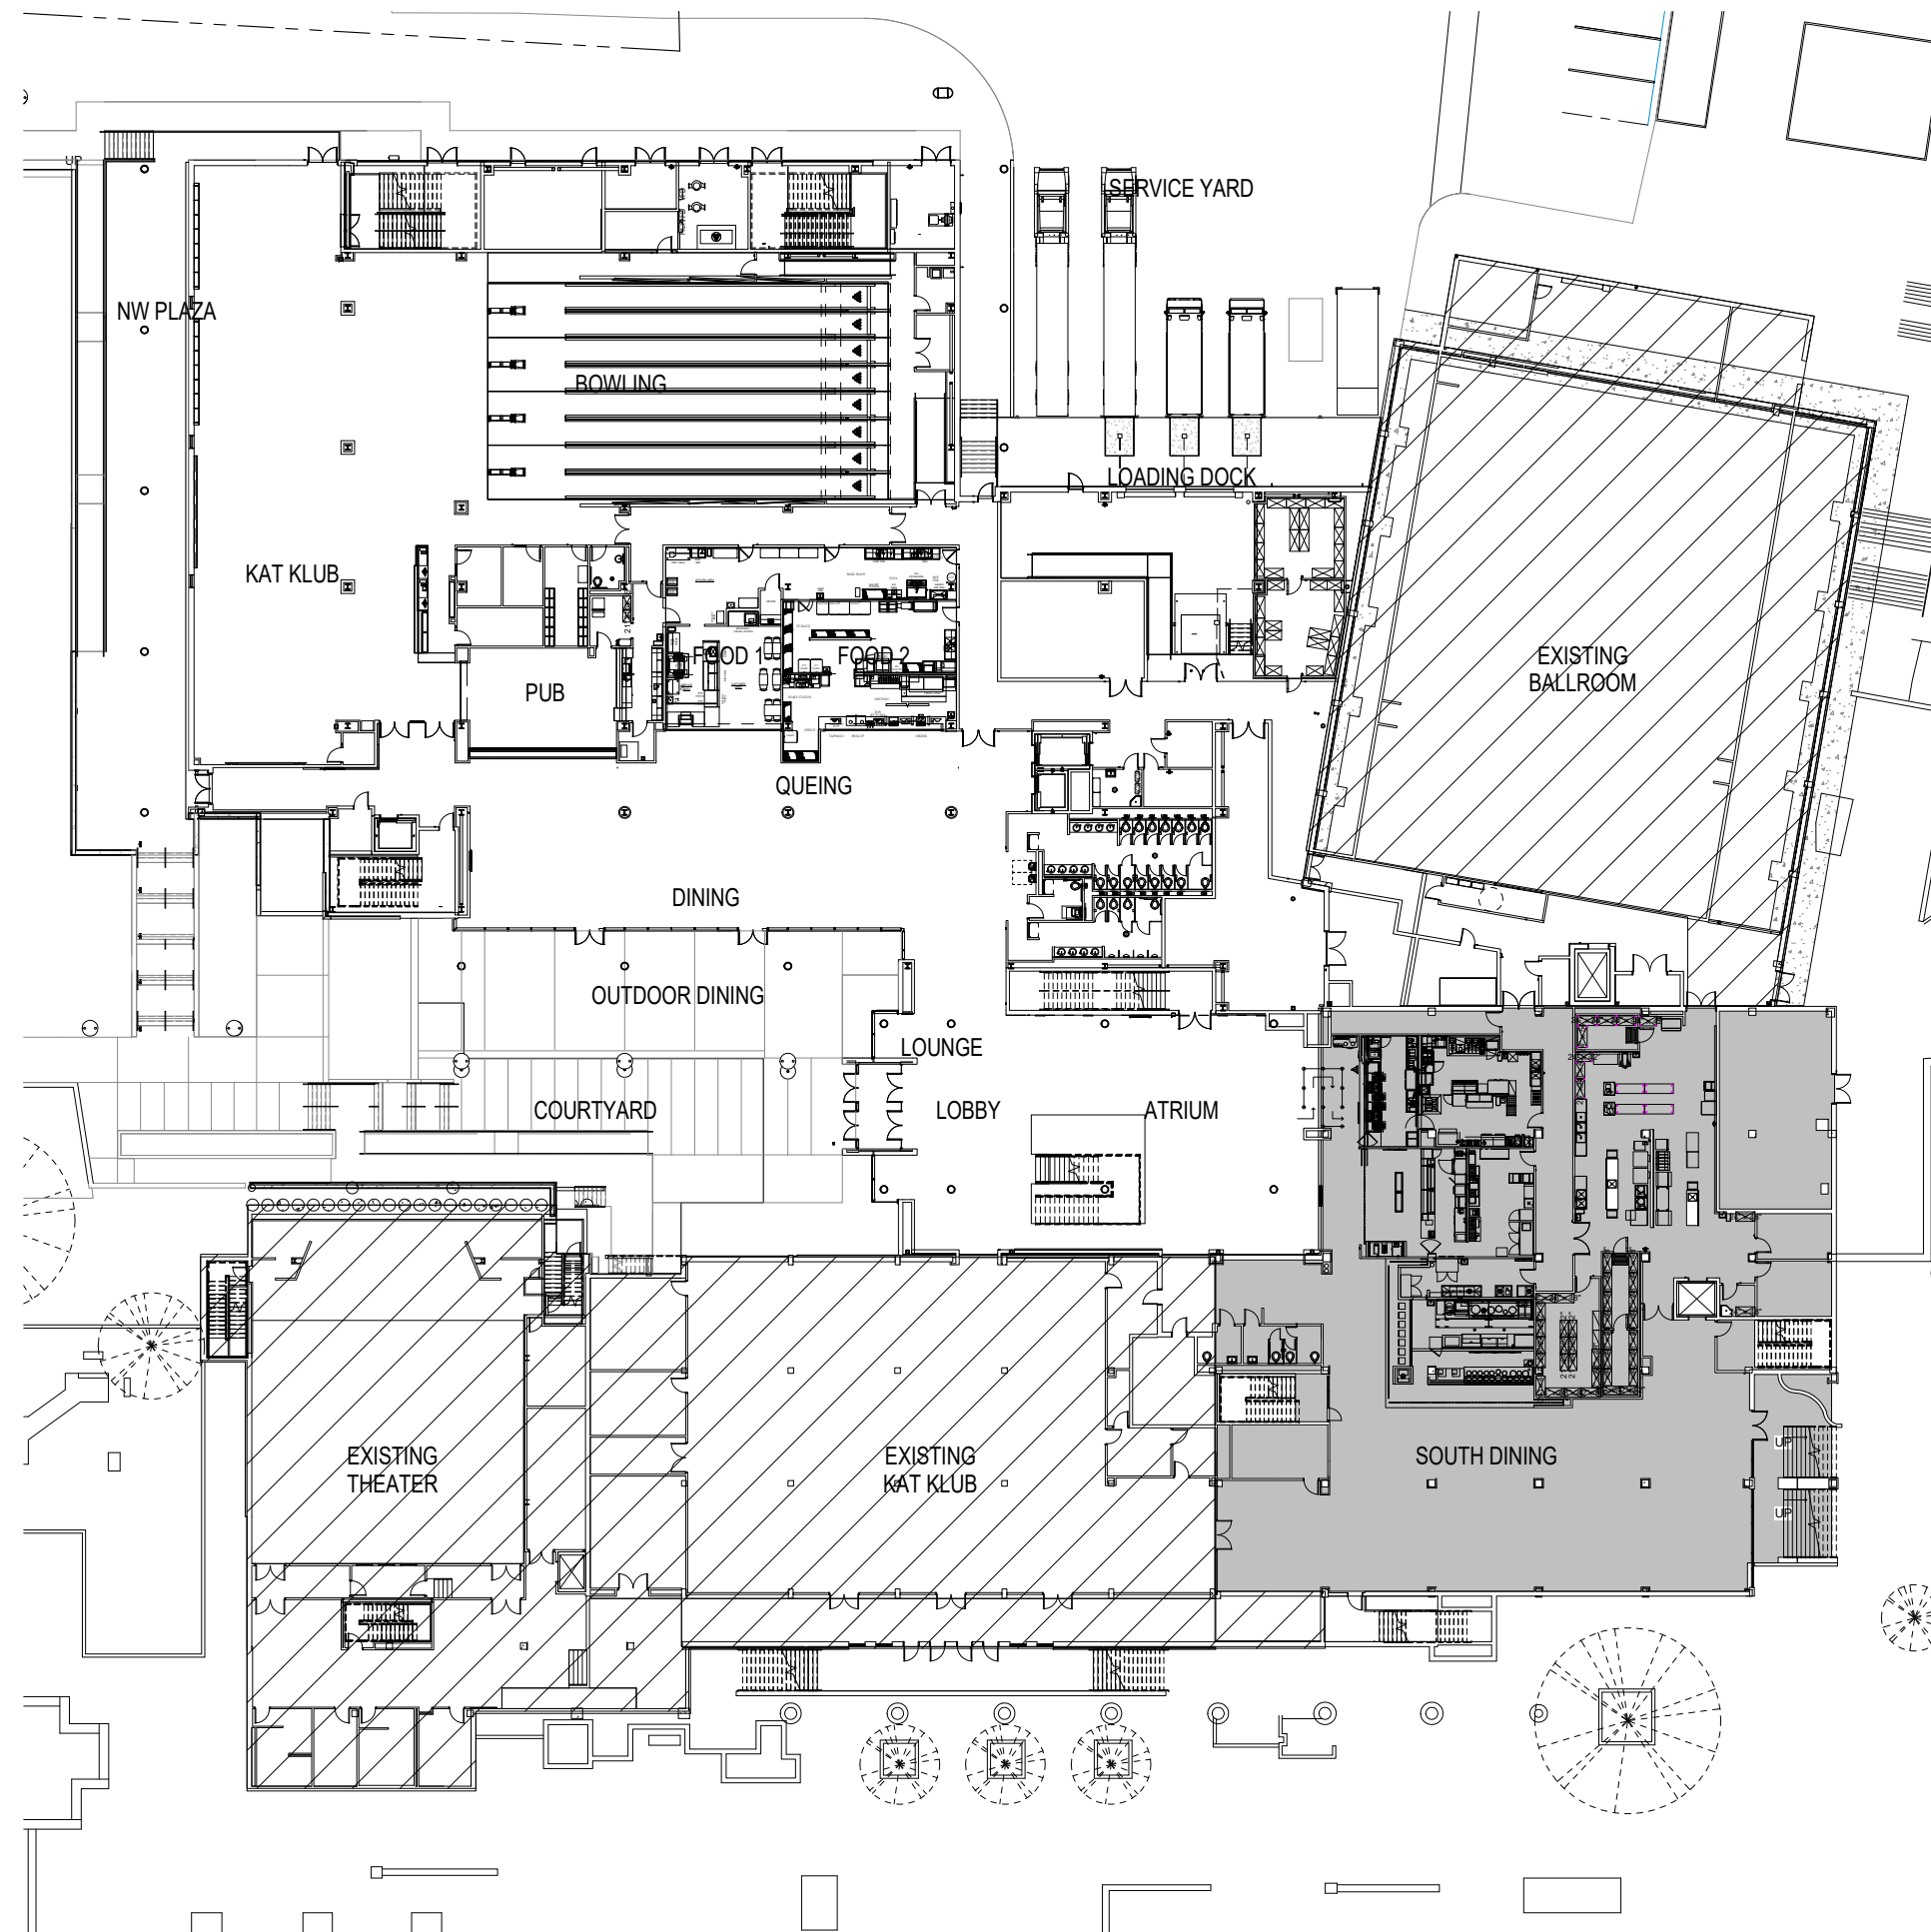 SERVICE YARD
NW PLAZA
BOWLING
LOADING DOCK
KAT KLUB
FOOD 1
FOOD 2
EXISTING
BALLROOM
PUB
QUEING
DINING
OUTDOOR DINING
LOUNGE
COURTYARD
LOBBY
ATRIUM
EXISTING
THEATER
EXISTING
KAT KLUB
SOUTH DINING
UP
UP